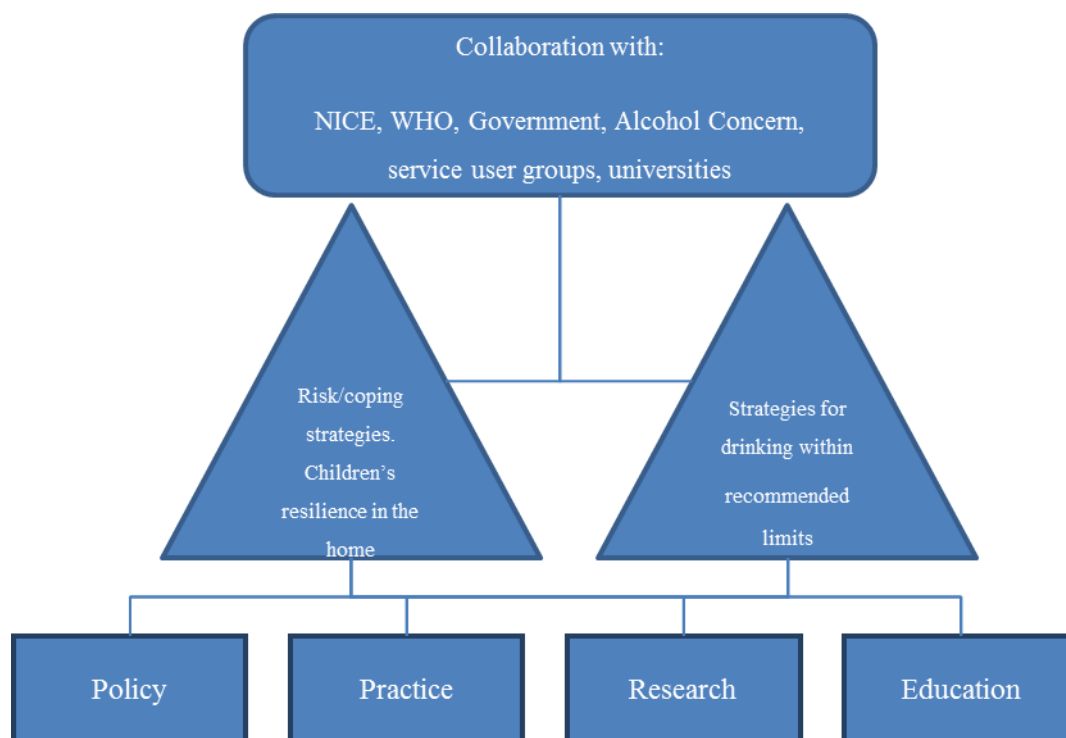 Collaboration with:
NICE, WHO, Government, Alcohol Concern,
service user groups, universities
Risk/coping
strategies.
Children’s
resilience in the
home
Strategies for
drinking within
recommended
limits
Policy
Practice
Research
Education